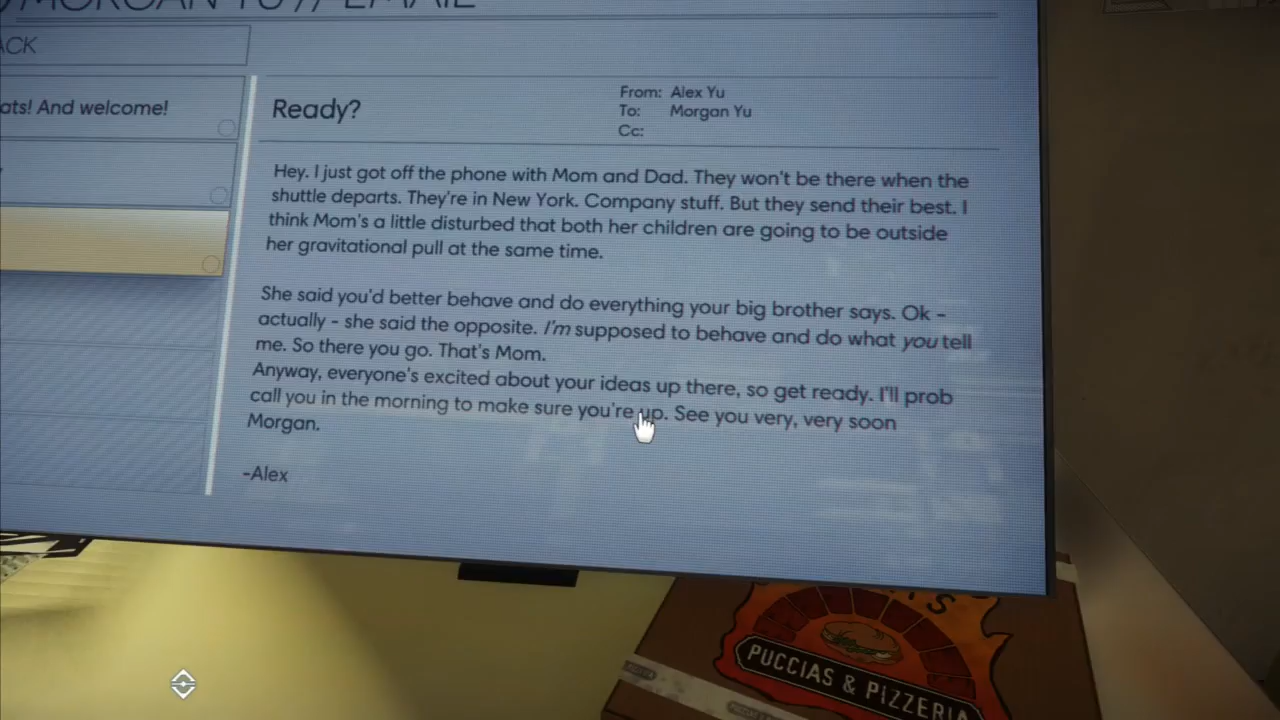 MORGAN YU // EMAIL
ACK
ats! And welcome!
Ready?
From: Alex Yu
To: Morgan Yu
Cc:
Hey. I just got off the phone with Mom and Dad. They won't be there when the
shuttle departs. They're in New York. Company stuff. But they send their best. I
think Mom's a little disturbed that both her children are going to be outside
her gravitational pull at the same time.
She said you'd better behave and do everything your big brother says. Ok -
actually - she said the opposite. I'm supposed to behave and do what you tell
me. So there you go. That's Mom.
Anyway, everyone's excited about your ideas up there, so get ready. I'll prob
call you in the morning to make sure you're up. See you very, very soon
Morgan.
-Alex
PUCCIAS & PIZZERIA